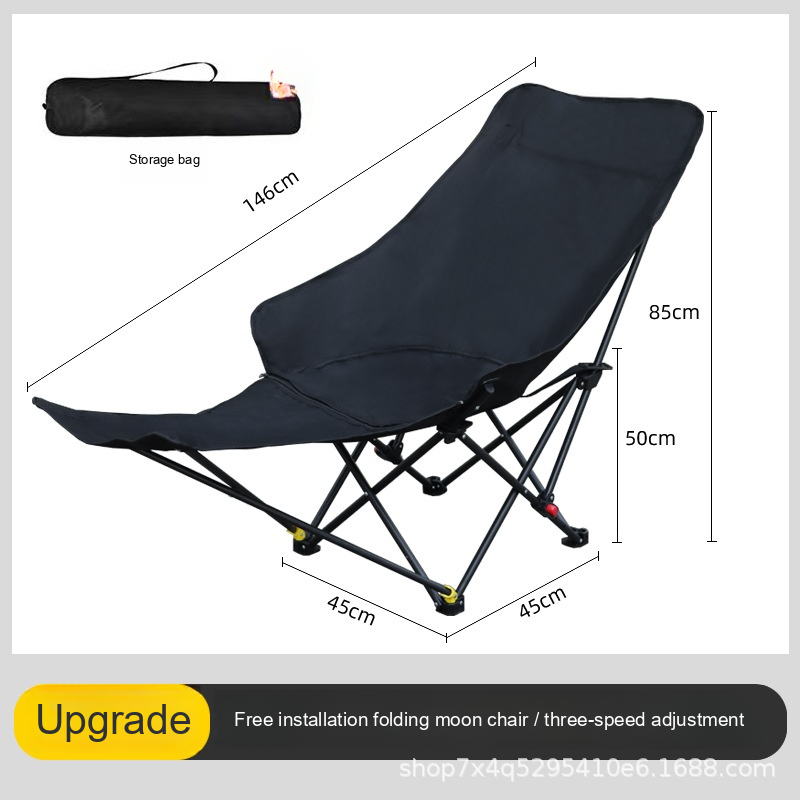 Storage bag
146cm
85cm
50cm
45cm
45cm
Upgrade
Free installation folding moon chair / three-speed adjustment
shop7x4q5295410e6.1688.com